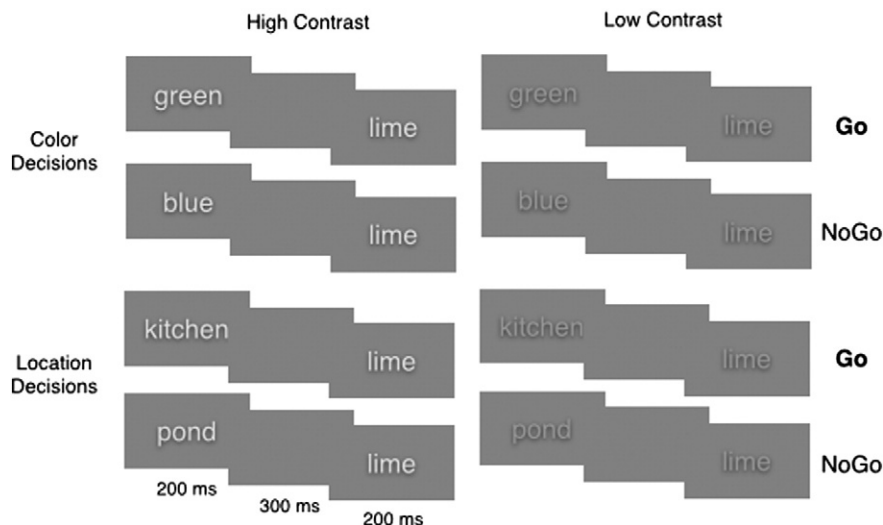 High Contrast
Low Contrast
Color
Decisions
green
lime
green
lime
Go
blue
lime
blue
lime
NoGo
Location
Decisions
kitchen
lime
kitchen
lime
Go
pond
lime
pond
lime
NoGo
200 ms
300 ms
200 ms